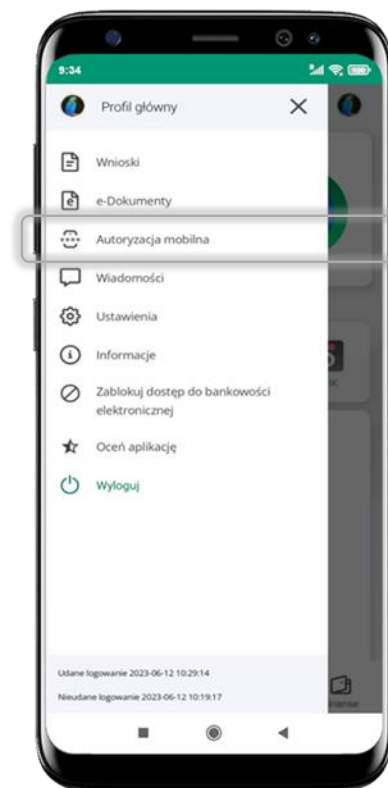 9:34
Profil główny
Wnioski
e-Dokumenty
Autoryzacja mobilna
Wiadomości
Ustawienia
Informacje
Zablokuj dostęp do bankowości
elektronicznej
Oceń aplikację
Wyloguj
Udane logowanie 2023-06-12 10:29:14
Nieudane logowanie 2023-06-12 10:19:17